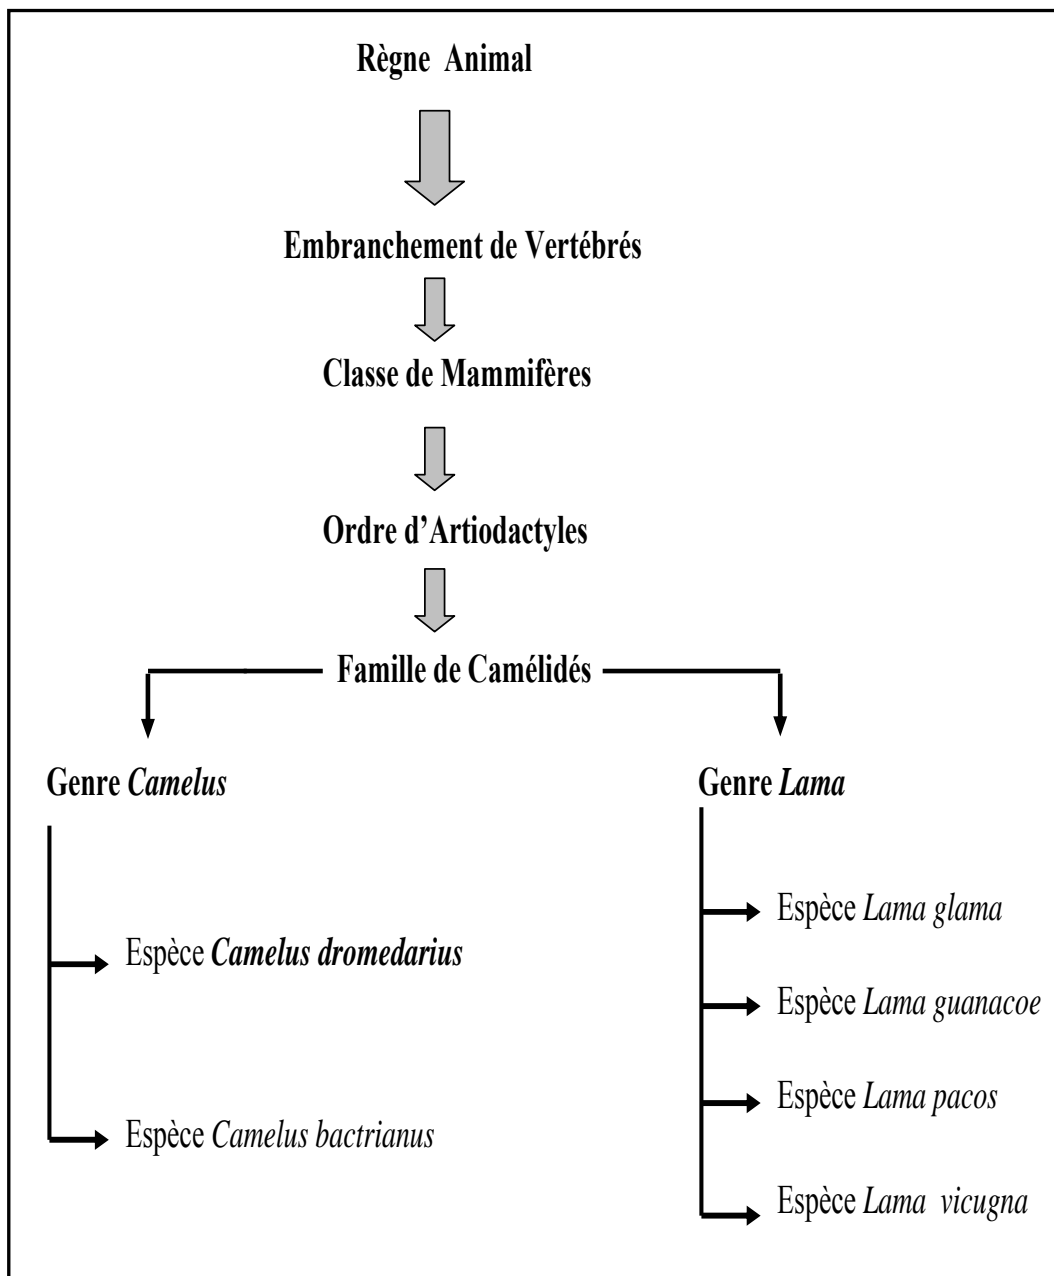 Règne Animal
Embranchement de Vertébrés
Classe de Mammifères
Ordre d’Artiodactyles
Famille de Camélidés
Genre Camelus
Espèce Camelus dromedarius
Espèce Camelus bactrianus
Genre Lama
Espèce Lama glama
Espèce Lama guanacoe
Espèce Lama pacos
Espèce Lama vicugna